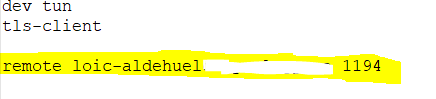 dev tun
tls-client
remote loic-aldehuel 1194